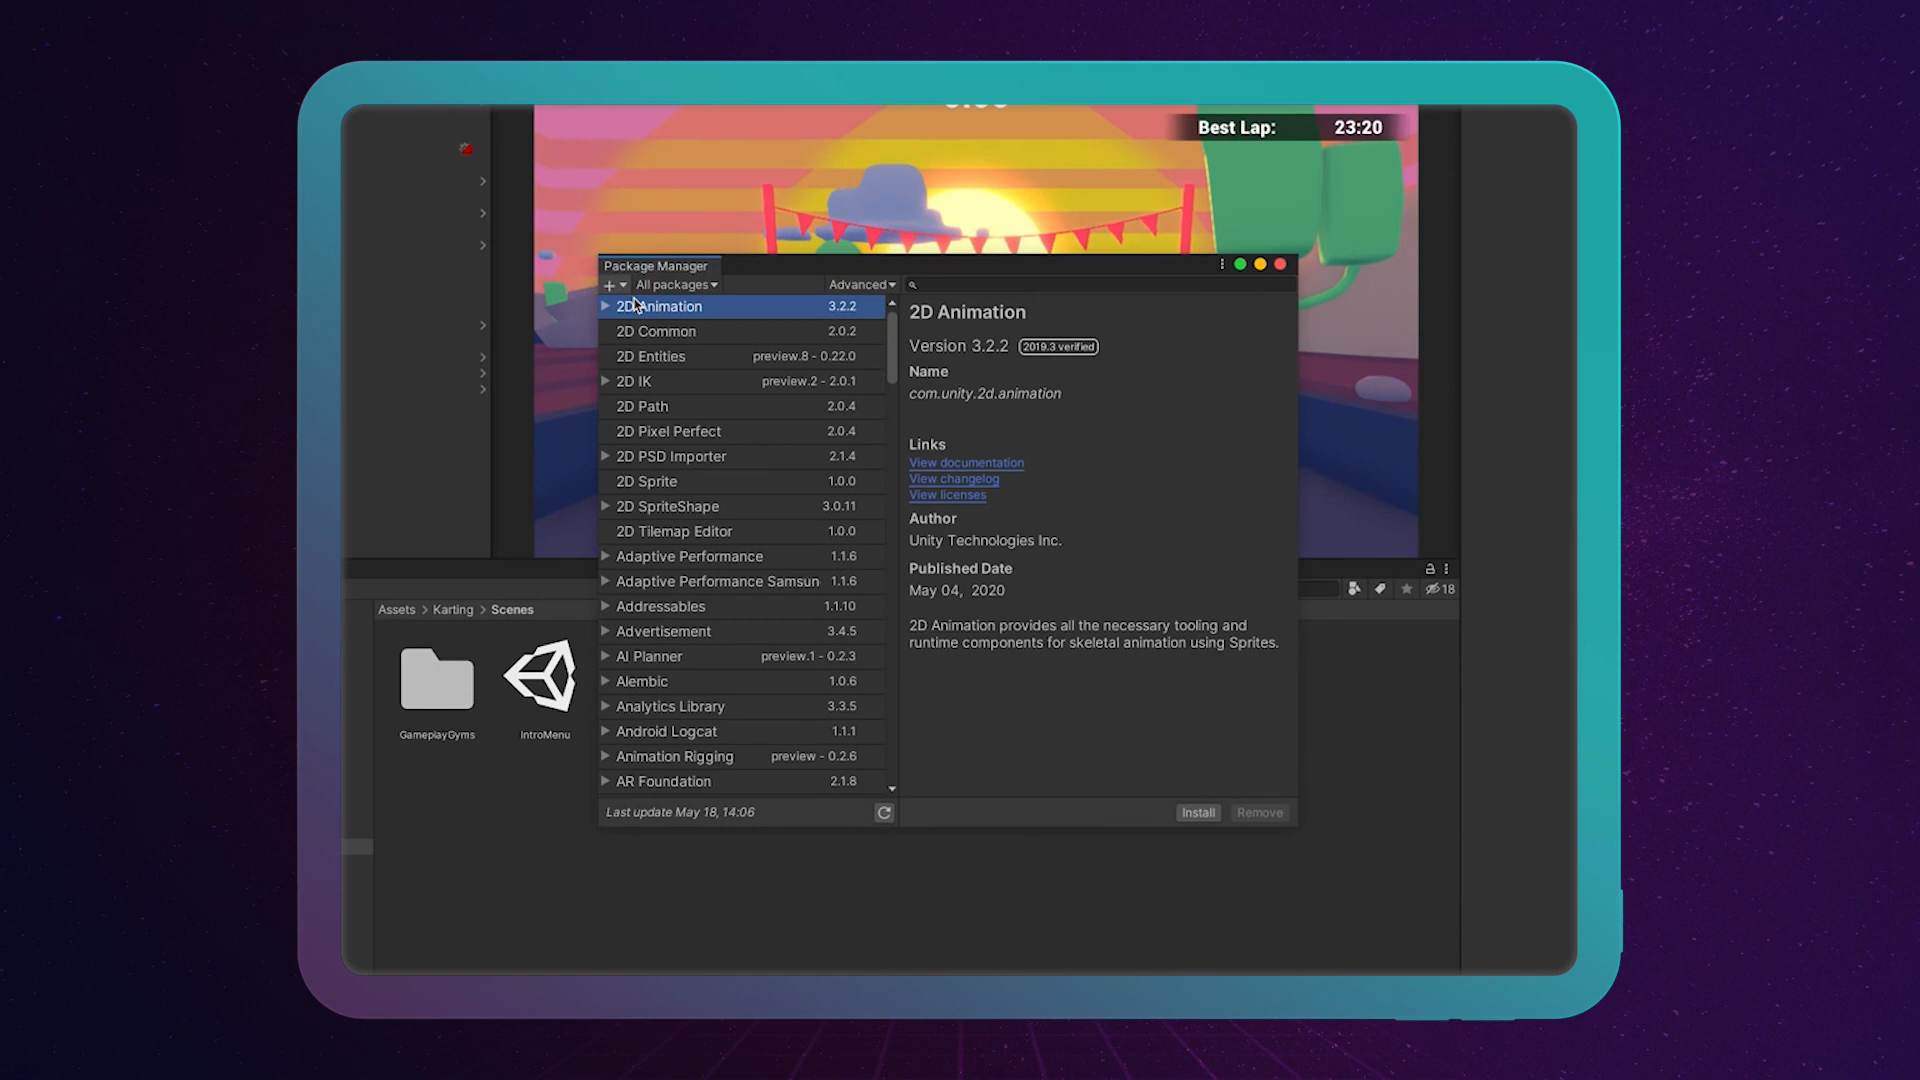 Best Lap: 23:20
Package Manager
All packages
Advanced
2D Animation 3.2.2
2D Common 2.0.2
2D Entities preview.8 - 0.22.0
2D IK preview.2 - 2.0.1
2D Path 2.0.4
2D Pixel Perfect 2.0.4
2D PSD Importer 2.1.4
2D Sprite 1.0.0
2D SpriteShape 3.0.11
2D Tilemap Editor 1.0.0
Adaptive Performance 1.1.6
Adaptive Performance Samsun 1.1.6
Addressables 1.1.10
Advertisement 3.4.5
AI Planner preview.1 - 0.2.3
Alembic 1.0.6
Analytics Library 3.3.5
Android Logcat 1.1.1
Animation Rigging preview - 0.2.6
AR Foundation 2.1.8
Last update May 18, 14:06
2D Animation
Version 3.2.2 2019.3 verified
Name
com.unity.2d.animation
Links
View documentation
View changelog
View licenses
Author
Unity Technologies Inc.
Published Date
May 04, 2020
2D Animation provides all the necessary tooling and
runtime components for skeletal animation using Sprites.
Install Remove
18
Assets > Karting > Scenes
GameplayGyms
IntroMenu